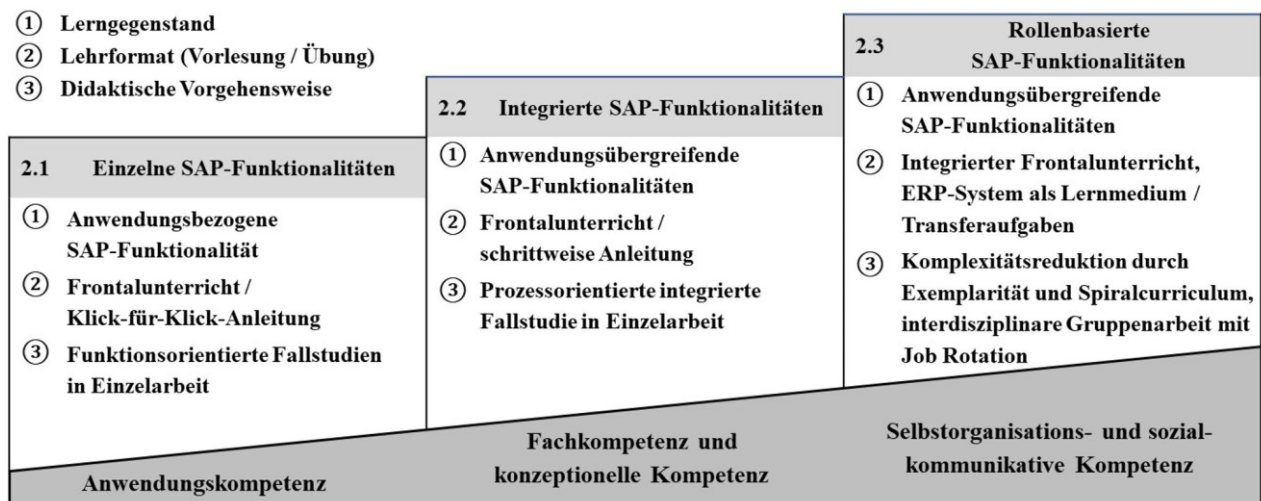 ① Lerngegenstand
② Lehrformat (Vorlesung / Übung)
③ Didaktische Vorgehensweise
2.1 Einzelne SAP-Funktionalitäten
① Anwendungsbezogene
SAP-Funktionalität
② Frontalunterricht /
Klick-für-Klick-Anleitung
③ Funktionsorientierte Fallstudien
in Einzelarbeit
2.2 Integrierte SAP-Funktionalitäten
① Anwendungsübergreifende
SAP-Funktionalitäten
② Frontalunterricht /
schrittweise Anleitung
③ Prozessorientierte integrierte
Fallstudie in Einzelarbeit
2.3 Rollenbasierte
SAP-Funktionalitäten
① Anwendungsübergreifende
SAP-Funktionalitäten
② Integrierter Frontalunterricht,
ERP-System als Lernmedium /
Transferaufgaben
③ Komplexitätsreduktion durch
Exemplarität und Spiralcurriculum,
interdisziplinare Gruppenarbeit mit
Job Rotation
Anwendungskompetenz
Fachkompetenz und
konzeptionelle Kompetenz
Selbstorganisations- und sozial-
kommunikative Kompetenz